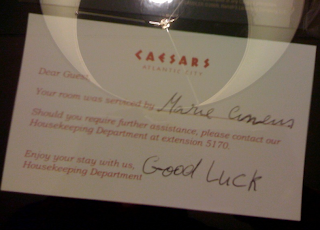 CAESARS
ATLANTIC CITY
Dear Guest,
Your room was serviced by Marie
Should you require further assistance, please contact our
Housekeeping Department at extension 5170.
Enjoy your stay with us,
Housekeeping Department Good Luck